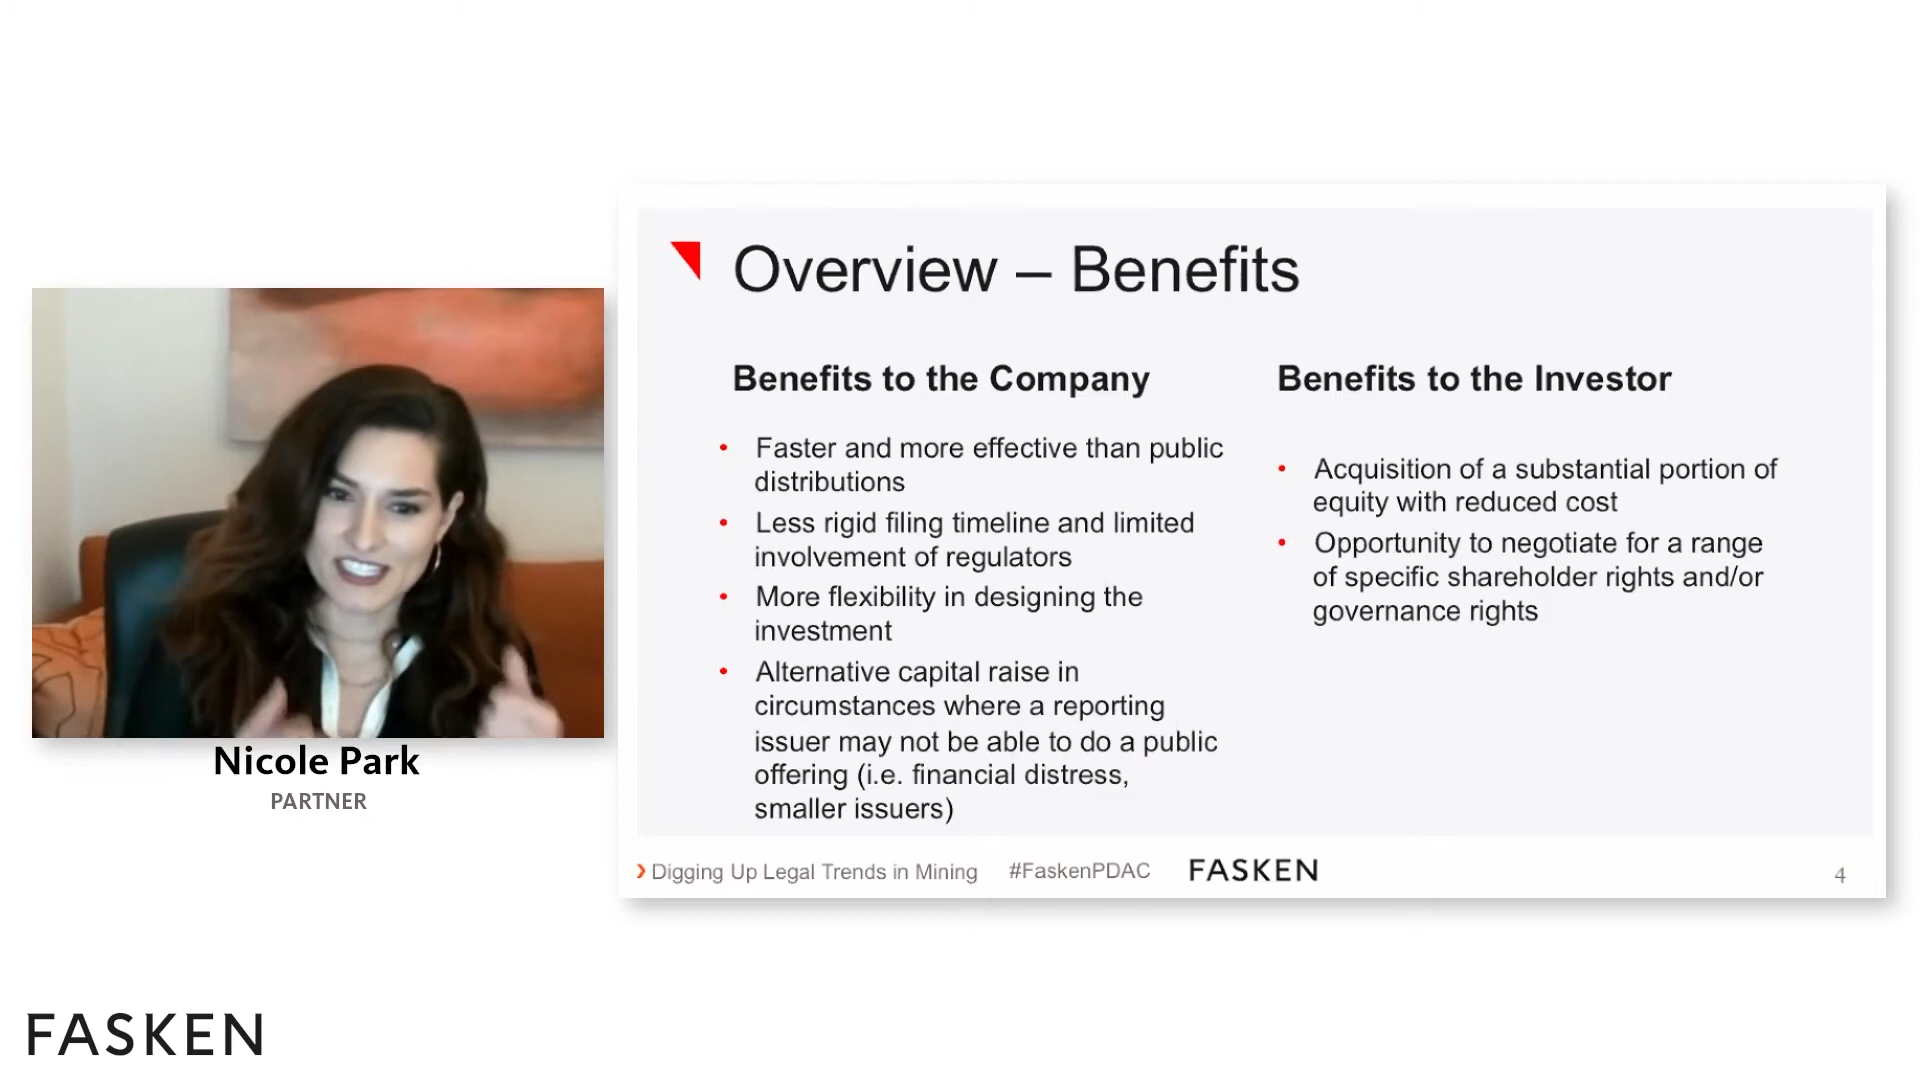 Nicole Park
PARTNER
Overview – Benefits
Benefits to the Company
• Faster and more effective than public
distributions
• Less rigid filing timeline and limited
involvement of regulators
• More flexibility in designing the
investment
• Alternative capital raise in
circumstances where a reporting
issuer may not be able to do a public
offering (i.e. financial distress,
smaller issuers)
Benefits to the Investor
• Acquisition of a substantial portion of
equity with reduced cost
• Opportunity to negotiate for a range
of specific shareholder rights and/or
governance rights
Digging Up Legal Trends in Mining #FaskenPDAC FASKEN 4
FASKEN